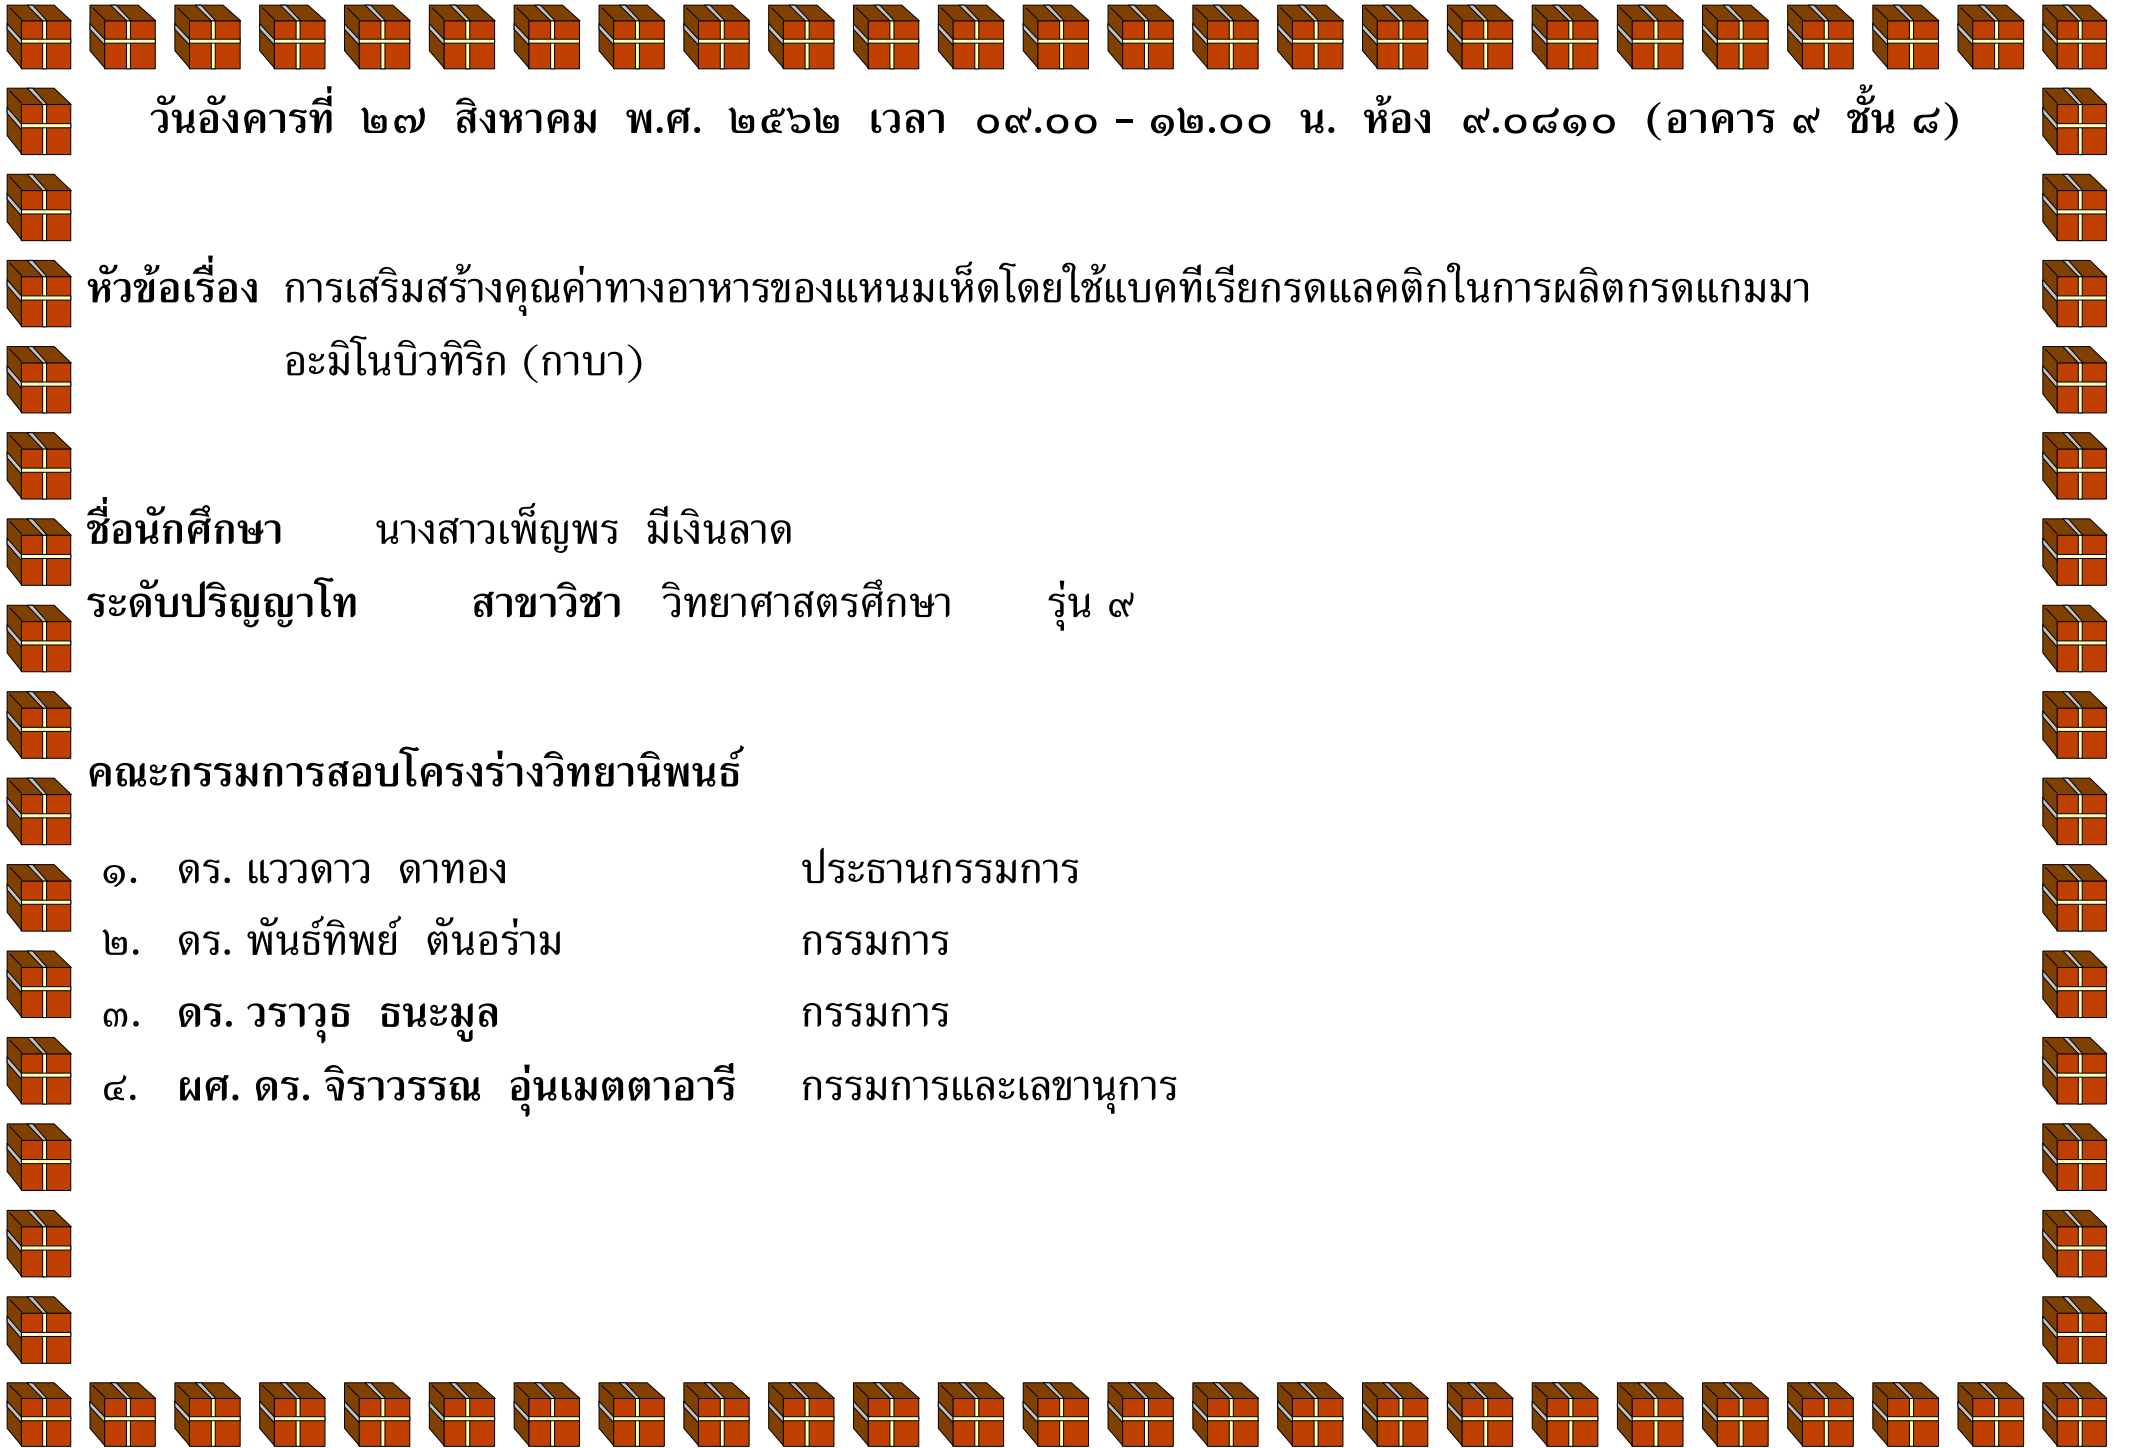 วันอังคารที่ ๒๗ สิงหาคม พ.ศ. ๒๕๖๒ เวลา ๐๙.๐๐ – ๑๒.๐๐ น. ห้อง ๙.๐๘๑๐ (อาคาร ๙ ชั้น ๘)
หัวข้อเรื่อง การเสริมสร้างคุณค่าทางอาหารของแหนมเห็ดโดยใช้แบคทีเรียกรดแลคติกในการผลิตกรดแกมมา
อะมิโนบิวทิริก (กาบา)
ชื่อนักศึกษา นางสาวเพ็ญพร มีเงินลาด
ระดับปริญญาโท สาขาวิชา วิทยาศาสตรศึกษา รุ่น ๙
คณะกรรมการสอบโครงร่างวิทยานิพนธ์
๑. ดร. แววดาว ดาทอง ประธานกรรมการ
๒. ดร. พันธ์ทิพย์ ตันอร่าม กรรมการ
๓. ดร. วราวุธ ธนะมูล กรรมการ
๔. ผศ. ดร. จิราวรรณ อุ่นเมตตาอารี กรรมการและเลขานุการ